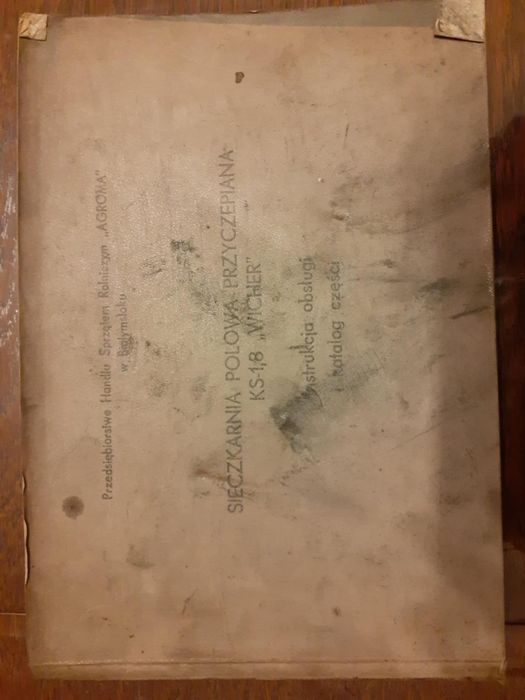 Przedsiębiorstwo Handlu Sprzętem Rolniczym „AGROMA"
w Białymstoku
SIECZKARNIA POLOWA PRZYCZEPIANA
KS-1,8 „WICHER"
Instrukcja obsługi
i katalog części